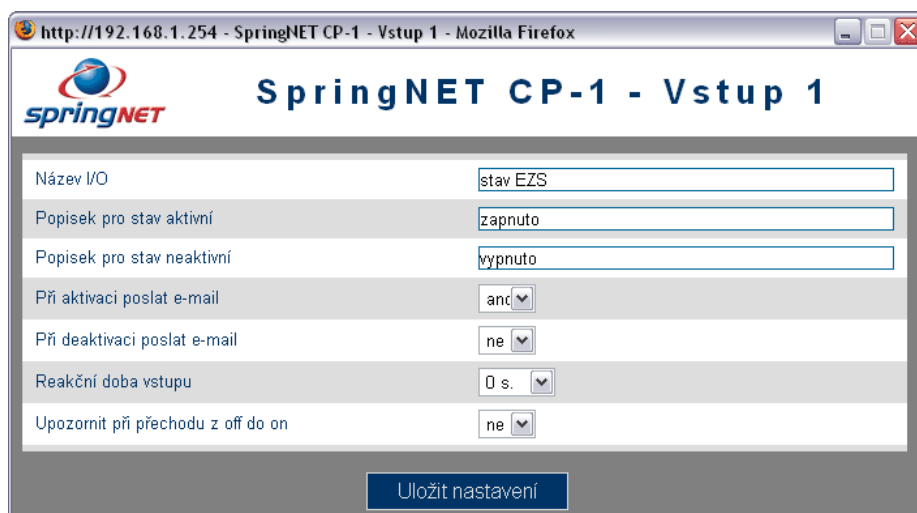 http://192.168.1.254 - SpringNET CP-1 - Vstup 1 - Mozilla Firefox
springNET
SpringNET CP-1 - Vstup 1
Název I/O stav EZS
Popisek pro stav aktivní zapnuto
Popisek pro stav neaktivní vypnuto
Při aktivaci poslat e-mail ano
Při deaktivaci poslat e-mail ne
Reakční doba vstupu 0 s.
Upozornit při přechodu z off do on ne
Uložit nastavení